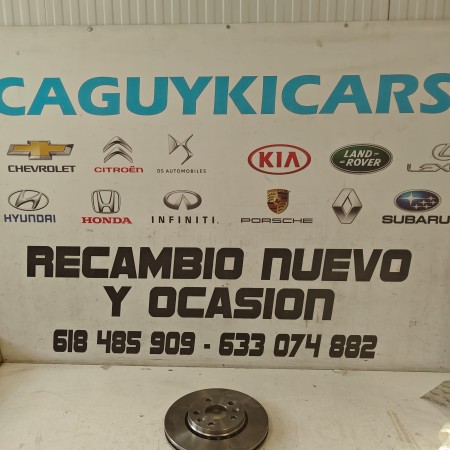 CAGUYKICARS
CHEVROLET CITROËN DS AUTOMOBILES KIA LAND ROVER
HYUNDAI HONDA INFINITI. PORSCHE SUBARU
RECAMBIO NUEVO
Y OCASION
618 485 909 - 633 074 882